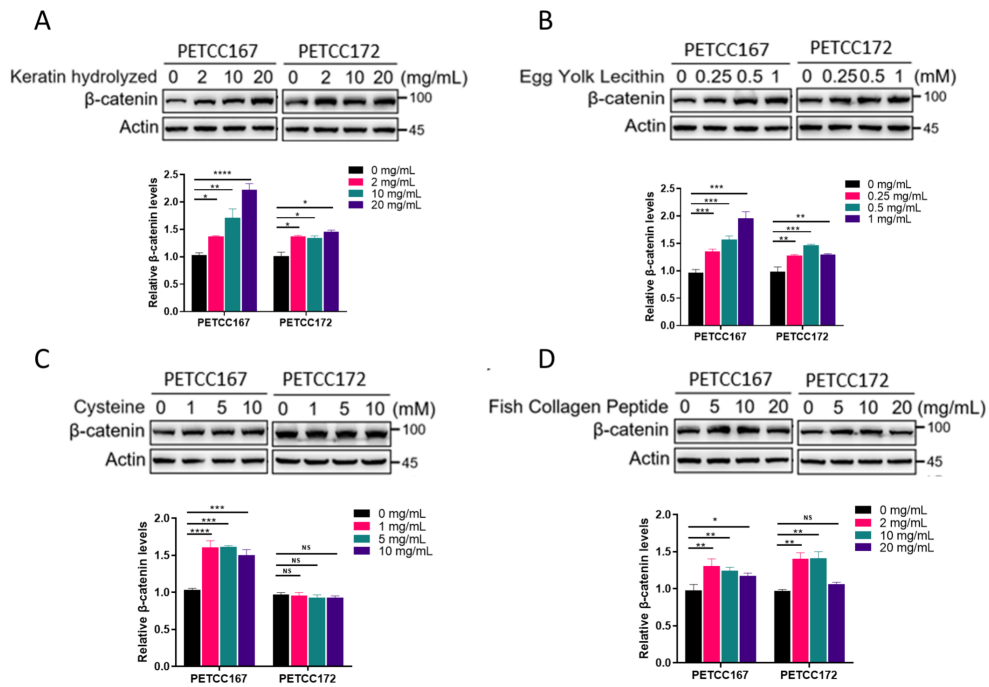 A
PETCC167 PETCC172
Keratin hydrolyzed 0 2 10 20 0 2 10 20 (mg/mL)
β-catenin 100
Actin 45
Relative β-catenin levels
2.5
2.0
1.5
1.0
0.5
0.0
**** ** * * * *
0 mg/mL
2 mg/mL
10 mg/mL
20 mg/mL
PETCC167 PETCC172
B
PETCC167 PETCC172
Egg Yolk Lecithin 0 0.25 0.5 1 0 0.25 0.5 1 (mM)
β-catenin 100
Actin 45
Relative β-catenin levels
2.5
2.0
1.5
1.0
0.5
0.0
*** *** *** ** *** **
0 mg/mL
0.25 mg/mL
0.5 mg/mL
1 mg/mL
PETCC167 PETCC172
C
PETCC167 PETCC172
Cysteine 0 1 5 10 0 1 5 10 (mM)
β-catenin 100
Actin 45
Relative β-catenin levels
2.0
1.5
1.0
0.5
0.0
*** *** **** NS NS NS
0 mg/mL
1 mg/mL
5 mg/mL
10 mg/mL
PETCC167 PETCC172
D
PETCC167 PETCC172
Fish Collagen Peptide 0 5 10 20 0 5 10 20 (mg/mL)
β-catenin 100
Actin 45
Relative β-catenin levels
2.0
1.5
1.0
0.5
0.0
* ** ** NS ** **
0 mg/mL
2 mg/mL
10 mg/mL
20 mg/mL
PETCC167 PETCC172